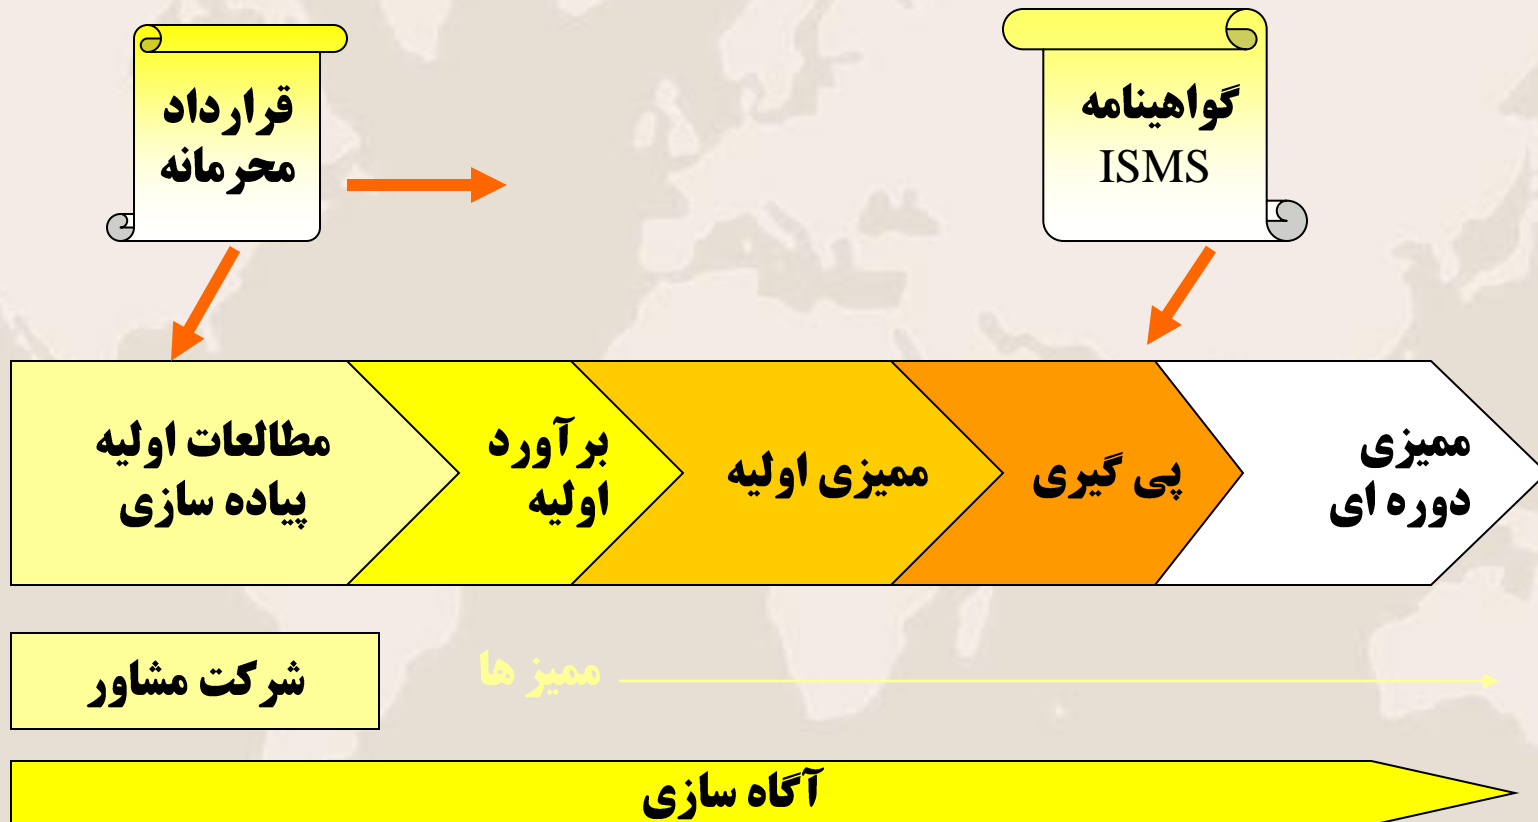 قرارداد
محرمانه
گواهینامه
ISMS
مطالعات اولیه
پیاده سازی
برآورد
اولیه
ممیزی اولیه
پی گیری
ممیزی
دوره ای
شرکت مشاور
ممیز ها
آگاه سازی